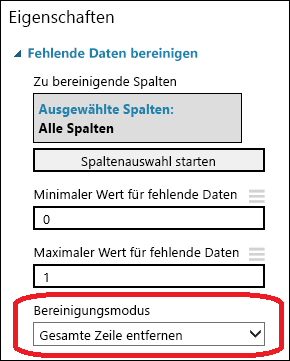 Eigenschaften
Fehlende Daten bereinigen
Zu bereinigende Spalten
Ausgewählte Spalten:
Alle Spalten
Spaltenauswahl starten
Minimaler Wert für fehlende Daten
0
Maximaler Wert für fehlende Daten
1
Bereinigungsmodus
Gesamte Zeile entfernen